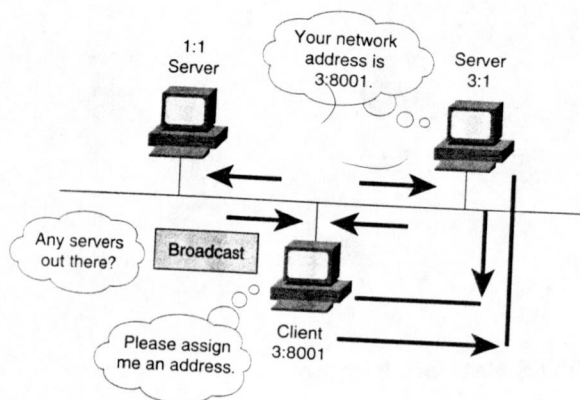 1:1
Server
Your network
address is
3:8001.
Server
3:1
Any servers
out there?
Broadcast
Please assign
me an address.
Client
3:8001